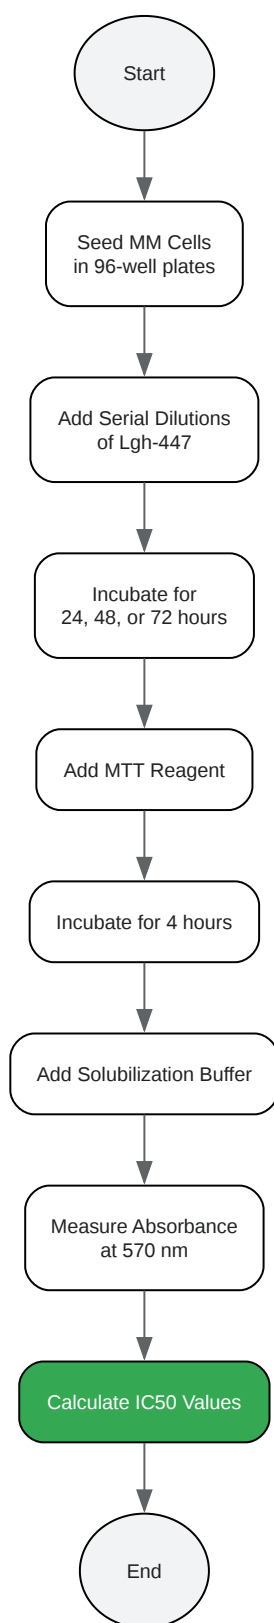 Start
Seed MM Cells
in 96-well plates
Add Serial Dilutions
of Lgh-447
Incubate for
24, 48, or 72 hours
Add MTT Reagent
Incubate for 4 hours
Add Solubilization Buffer
Measure Absorbance
at 570 nm
Calculate IC50 Values
End